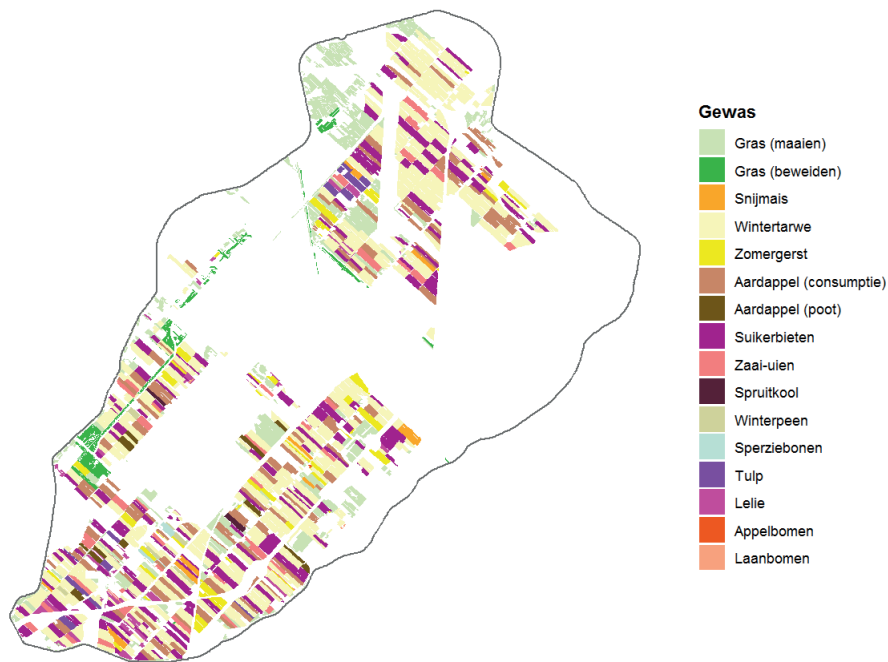 Gewas
Gras (maaien)
Gras (beweiden)
Snijmais
Wintertarwe
Zomergerst
Aardappel (consumptie)
Aardappel (poot)
Suikerbieten
Zaai-uien
Spruitkool
Winterpeen
Sperziebonen
Tulp
Lelie
Appelbomen
Laanbomen